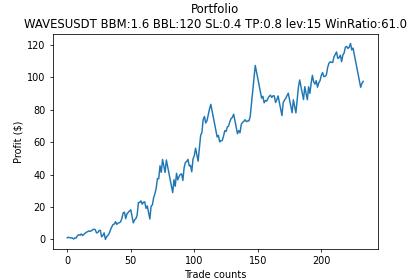 Portfolio
WAVESUSDT BBM:1.6 BBL:120 SL:0.4 TP:0.8 lev:15 WinRatio:61.0
Profit ($)
120
100
80
60
40
20
0
0 50 100 150 200
Trade counts